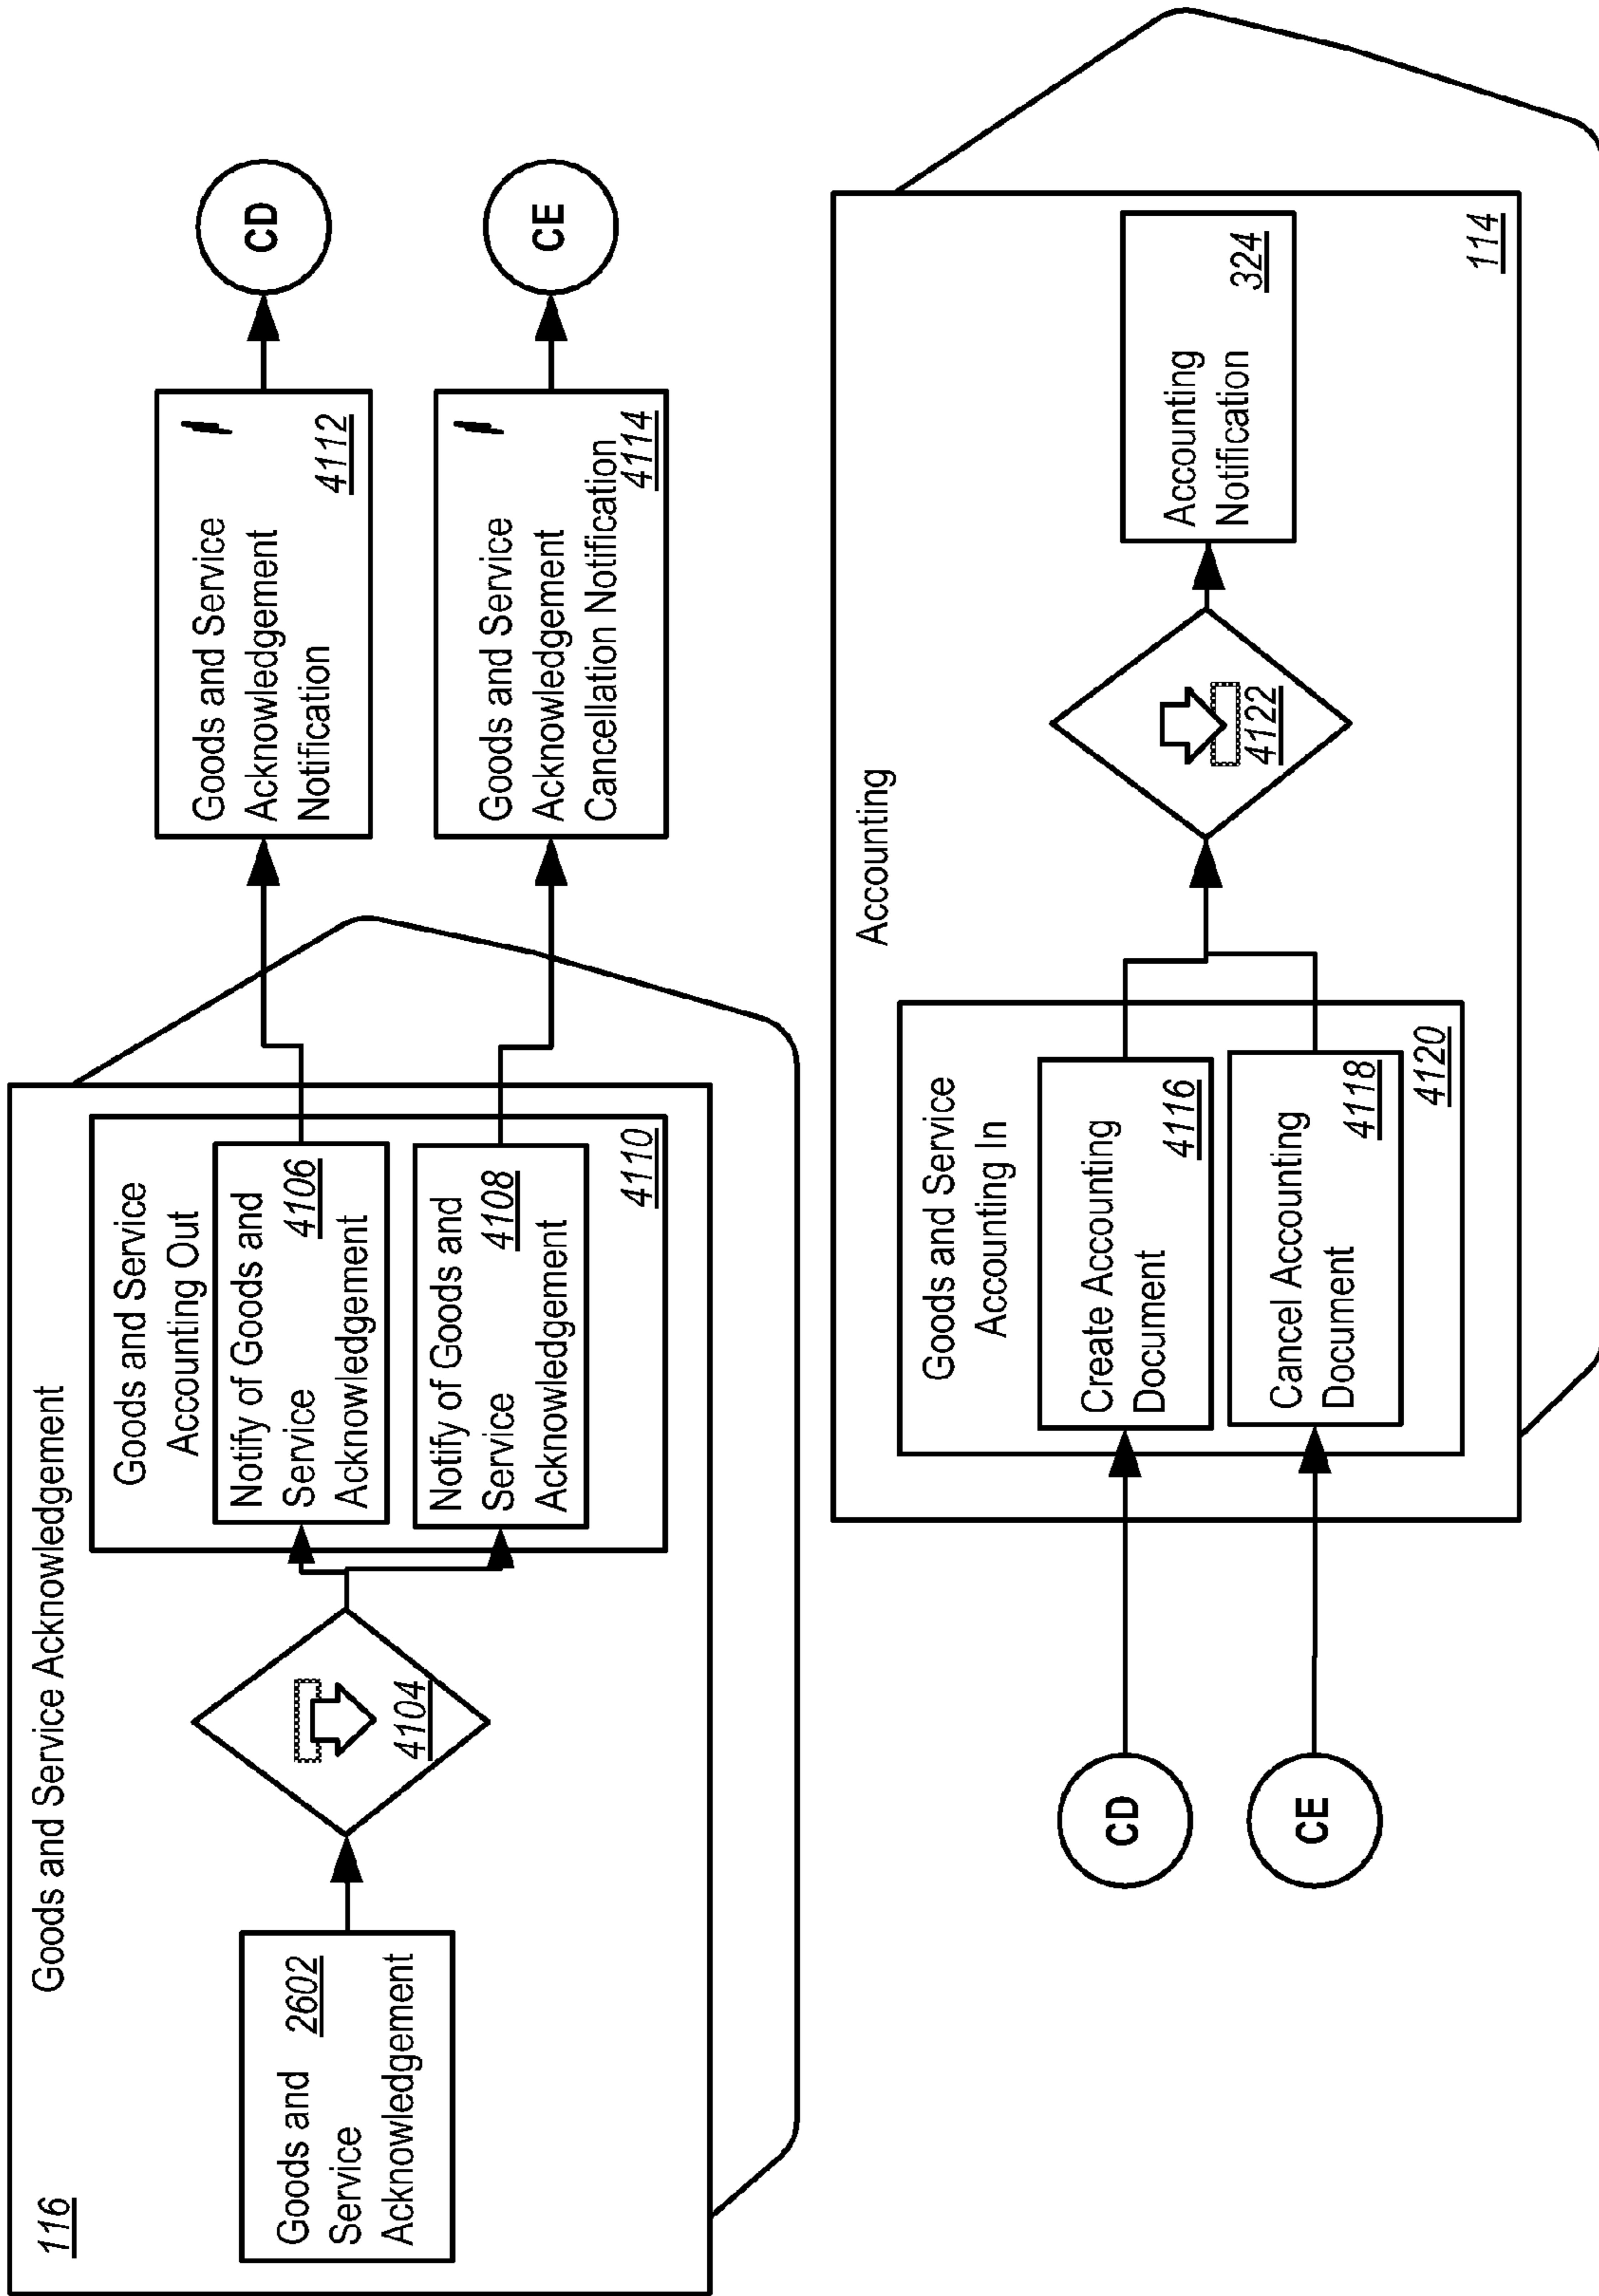 116
Goods and Service Acknowledgement
Goods and
2602
Service
Acknowledgement
4104
Goods and Service
Accounting Out
Notify of Goods and
4106
Service
Acknowledgement
Notify of Goods and
4108
Service
Acknowledgement
4110
Goods and Service
Acknowledgement
Notification
4112
CD
Goods and Service
Acknowledgement
Cancellation Notification
4114
CE
Accounting
CD
CE
Goods and Service
Accounting In
Create Accounting
Document
4116
Cancel Accounting
Document
4118
4120
4122
Accounting
Notification
324
114